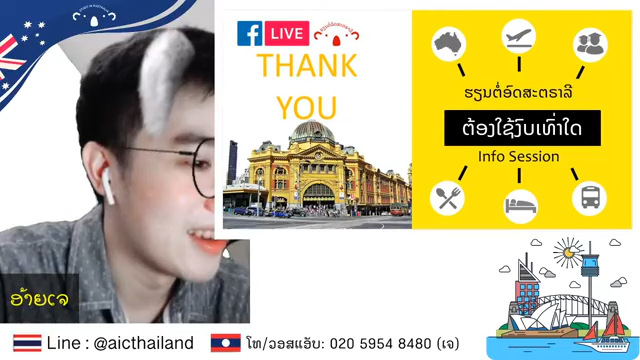 f LIVE
THANK
YOU
ຮຽນຕໍ່ອົດສະຕຣາລີ
ຕ້ອງໃຊ້ງົບເທົ່າໃດ
Info Session
ອ້າຍເຈ
Line : @aicthailand
ໂທ/ວອສແອັບ: 020 5954 8480 (ເຈ)